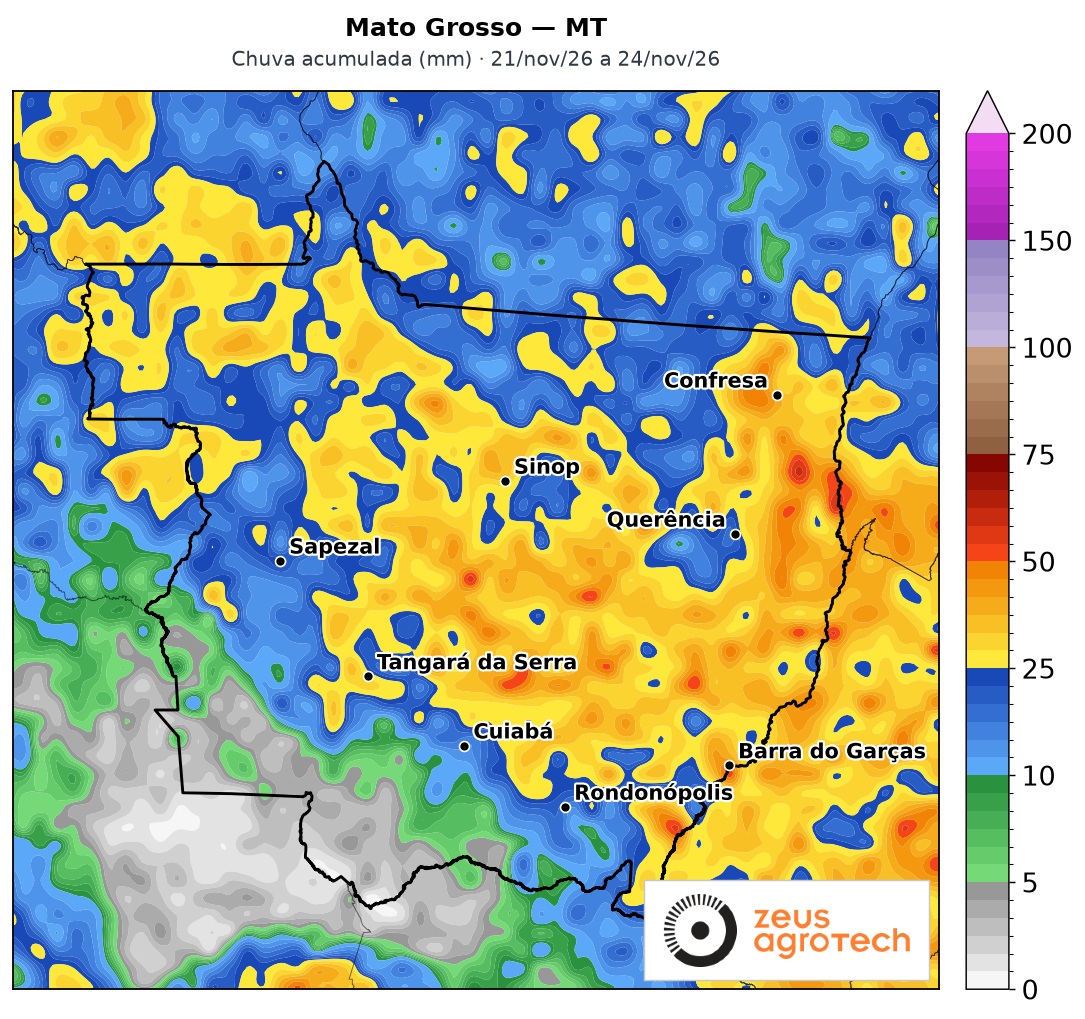 Mato Grosso — MT
Chuva acumulada (mm) · 21/nov/26 a 24/nov/26
Confresa
Sinop
Querência
Sapezal
Tangará da Serra
Cuiabá
Barra do Garças
Rondonópolis
zeus
agrotech
200
150
100
75
50
25
10
5
0